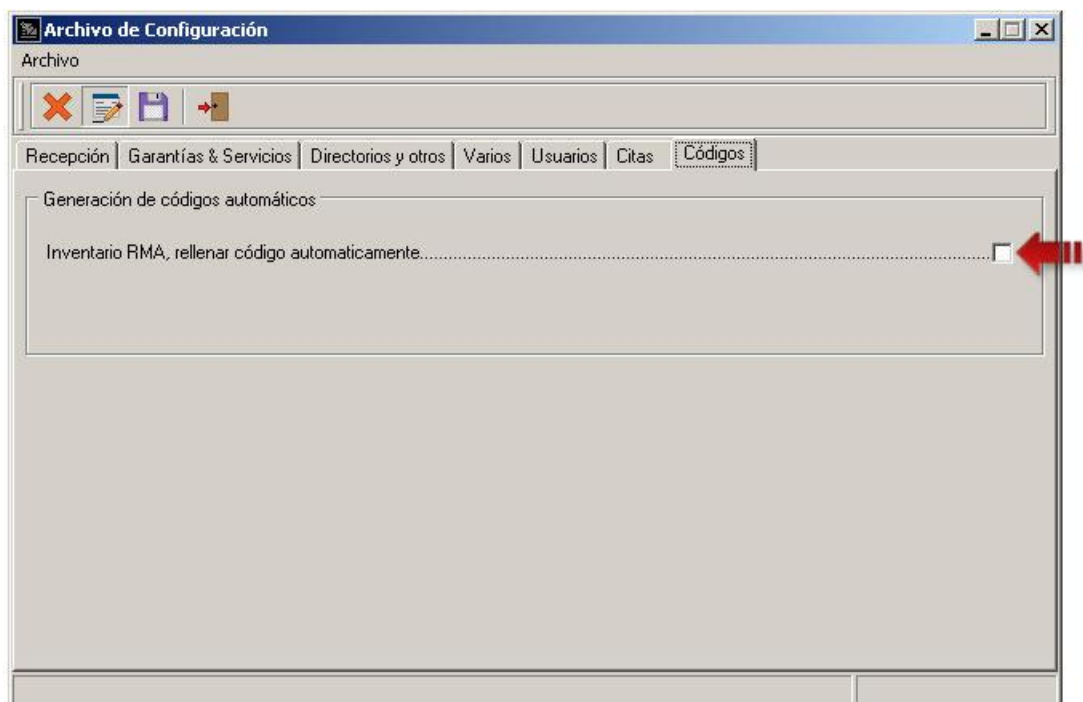 Archivo de Configuración
Archivo
Recepción Garantías & Servicios Directorios y otros Varios Usuarios Citas Códigos
Generación de códigos automáticos
Inventario RMA, rellenar código automaticamente